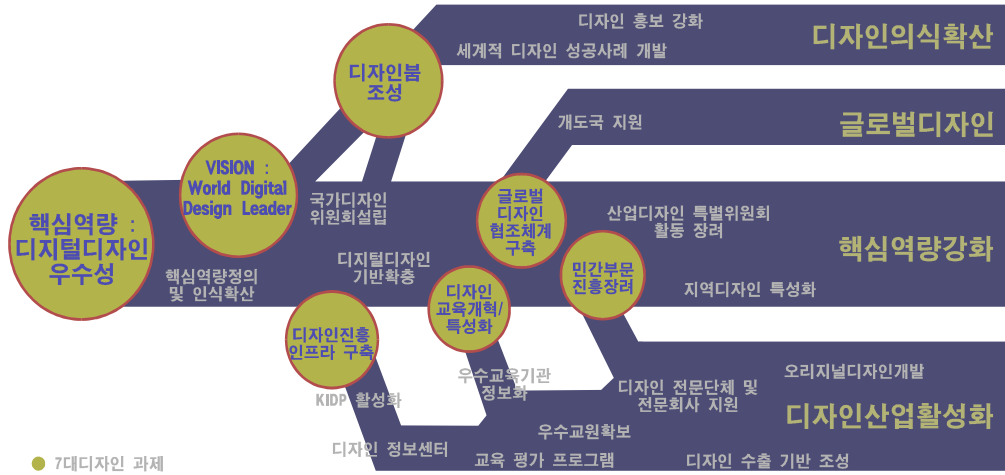 디자인 홍보 강화
세계적 디자인 성공사례 개발
디자인의식확산
디자인붐
조성
개도국 지원
글로벌디자인
VISION :
World Digital
Design Leader
국가디자인
위원회설립
글로벌
디자인
협조체계
구축
산업디자인 특별위원회
활동 장려
핵심역량강화
핵심역량 :
디지털디자인
우수성
핵심역량정의
및 인식확산
디지털디자인
기반확충
민간부문
진흥장려
지역디자인 특성화
디자인
교육개혁/
특성화
디자인진흥
인프라 구축
KIDP 활성화
우수교육기관
정보화
디자인 전문단체 및
전문회사 지원
오리지널디자인개발
디자인산업활성화
우수교원확보
디자인 정보센터
교육 평가 프로그램
디자인 수출 기반 조성
7대디자인 과제